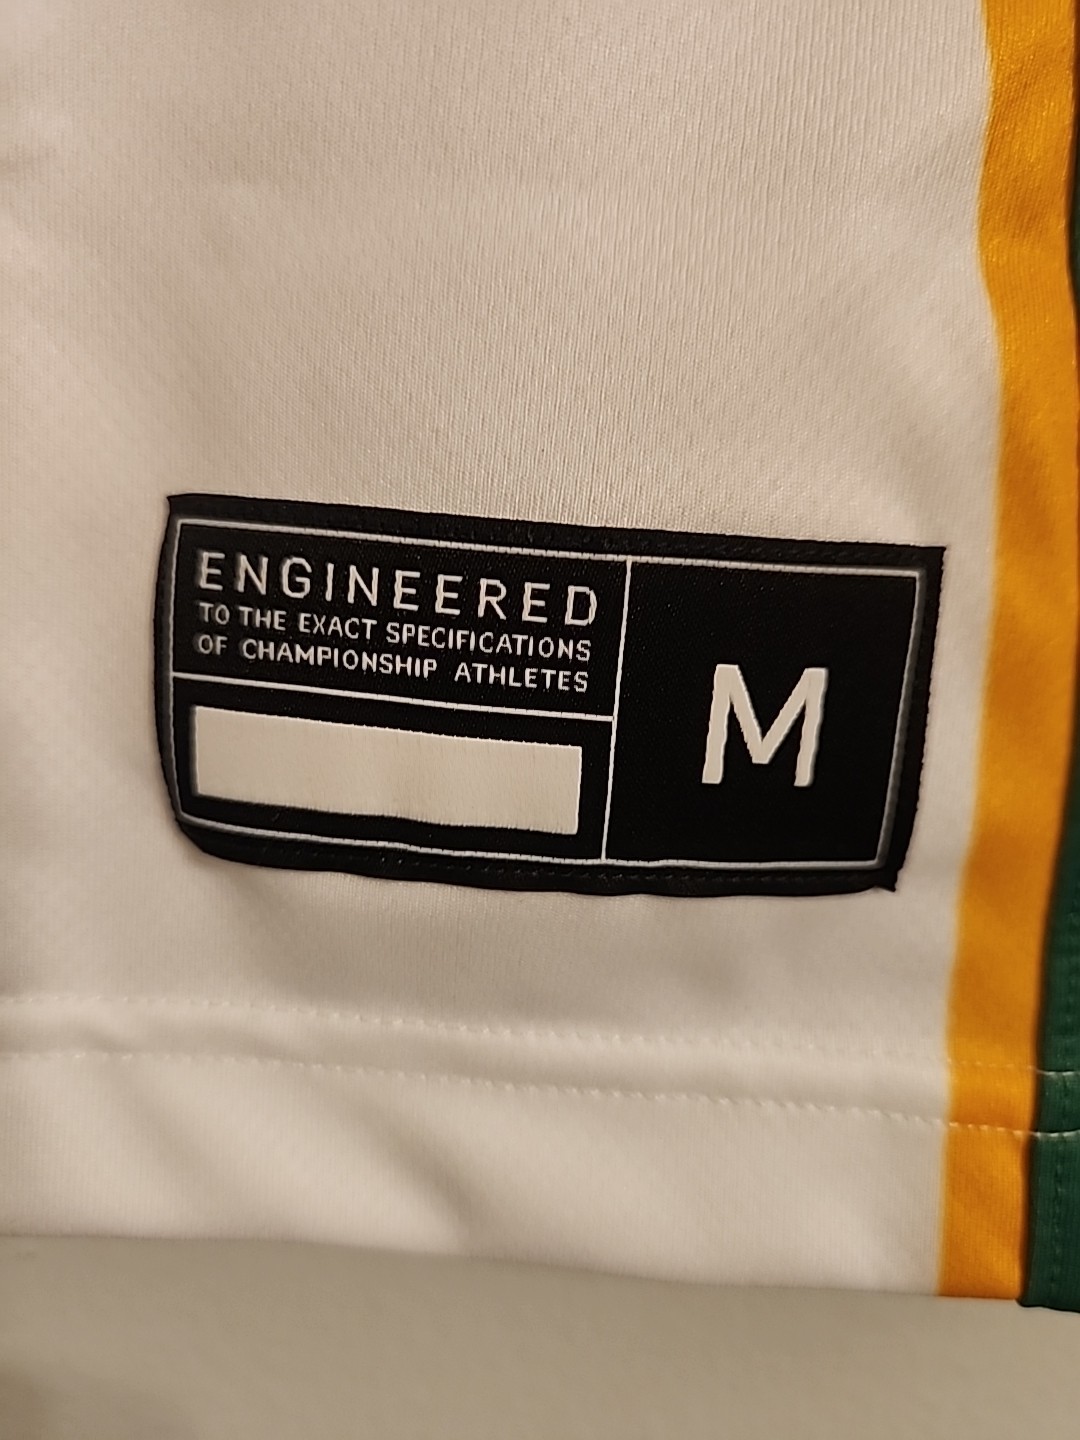 ENGINEERED
TO THE EXACT SPECIFICATIONS
OF CHAMPIONSHIP ATHLETES
M